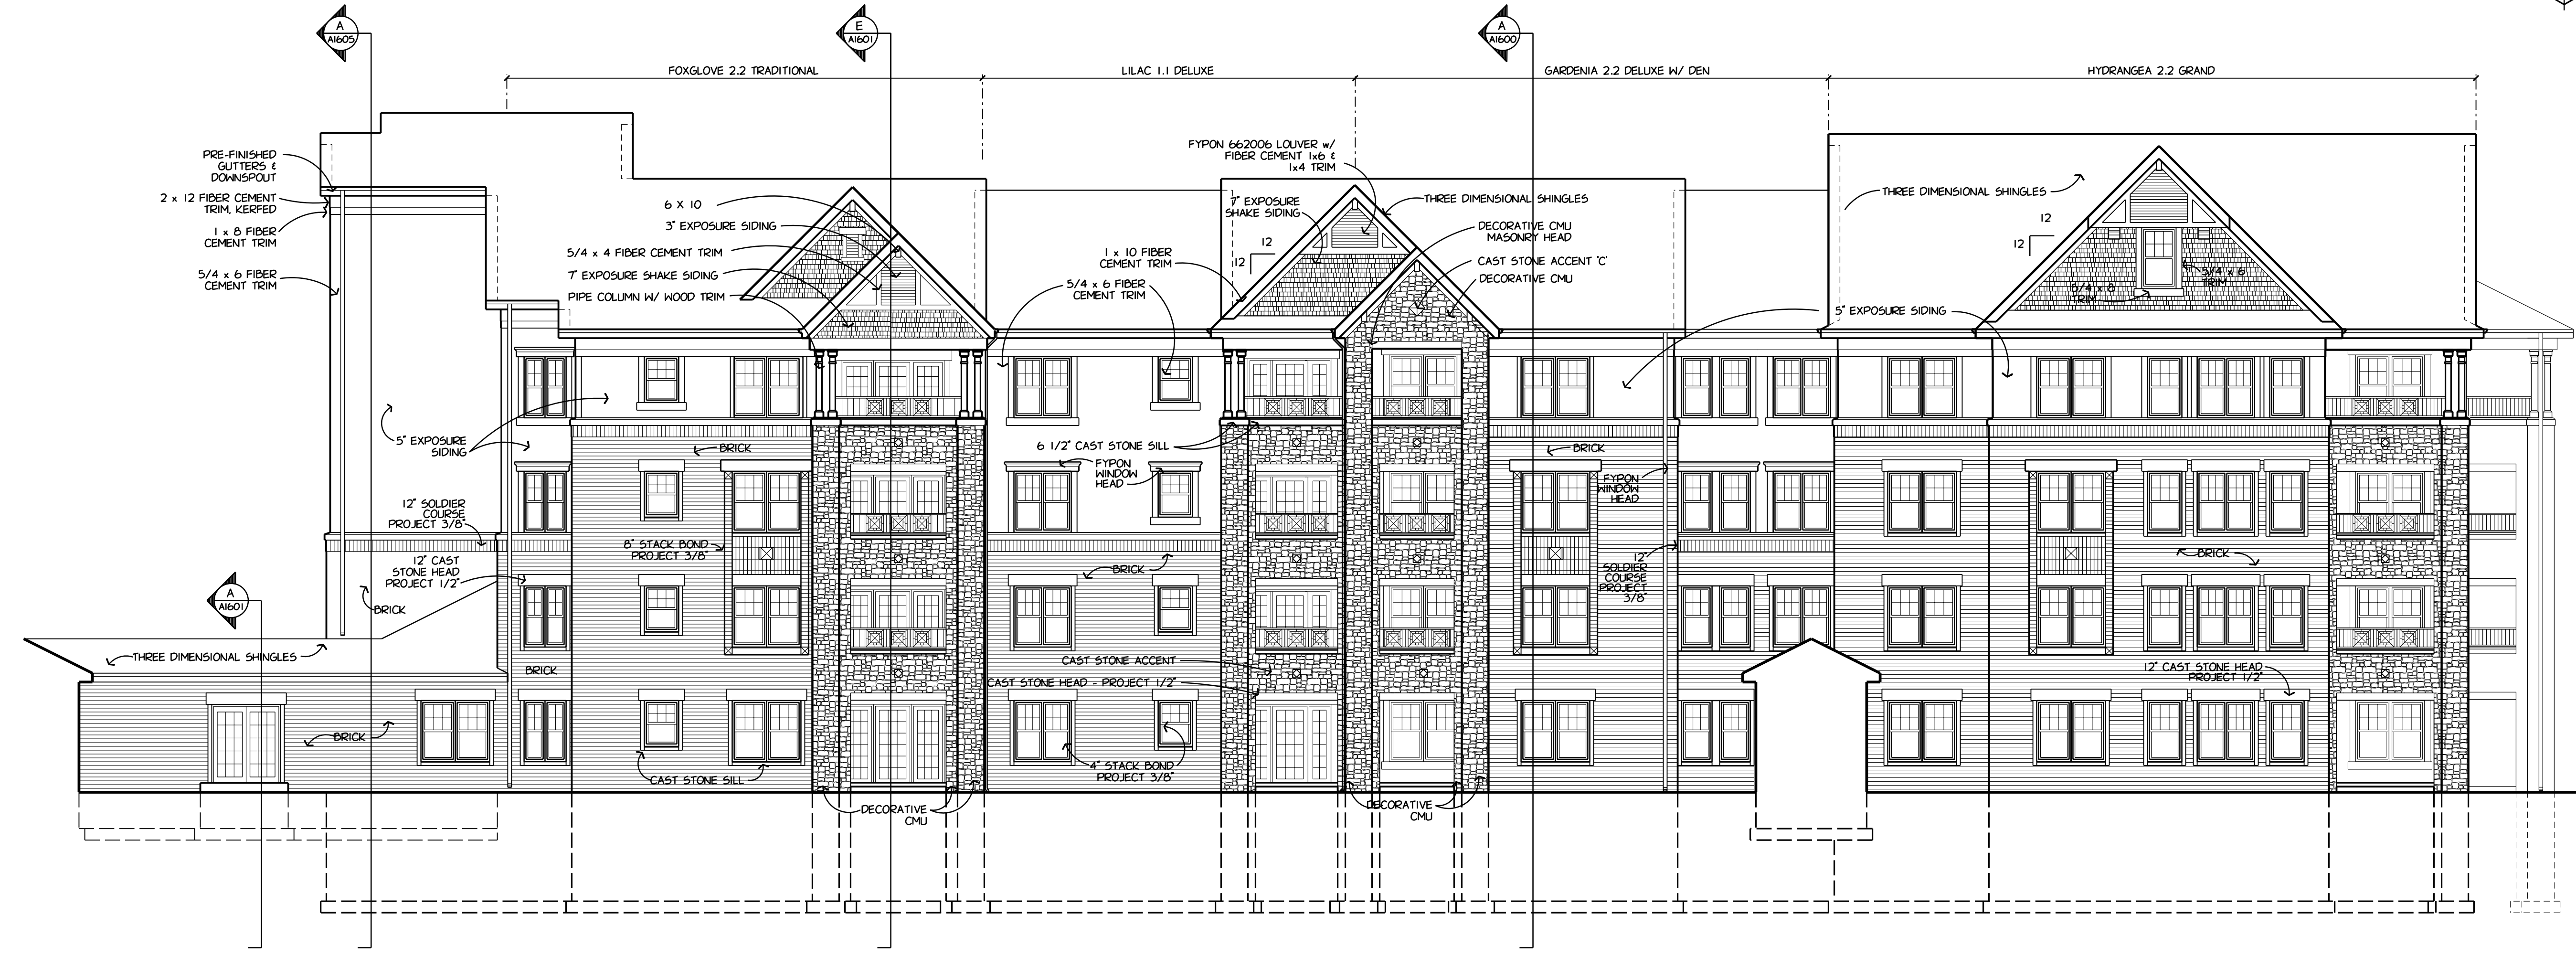 A
A1605
E
A1601
A
A1600
FOXGLOVE 2.2 TRADITIONAL
LILAC 1.1 DELUXE
GARDENIA 2.2 DELUXE W/ DEN
HYDRANGEA 2.2 GRAND
PRE-FINISHED
GUTTERS &
DOWNSPOUT
2 x 12 FIBER CEMENT
TRIM, KERFED
1 x 8 FIBER
CEMENT TRIM
5/4 x 6 FIBER
CEMENT TRIM
6 X 10
3" EXPOSURE SIDING
5/4 x 4 FIBER CEMENT TRIM
7" EXPOSURE SHAKE SIDING
PIPE COLUMN W/ WOOD TRIM
FYPON 662006 LOUVER w/
FIBER CEMENT 1x6 &
1x4 TRIM
7" EXPOSURE
SHAKE SIDING
12
12
1 x 10 FIBER
CEMENT TRIM
5/4 x 6 FIBER
CEMENT TRIM
THREE DIMENSIONAL SHINGLES
DECORATIVE CMU
MASONRY HEAD
CAST STONE ACCENT 'C'
DECORATIVE CMU
THREE DIMENSIONAL SHINGLES
12
12
5/4 x 6
TRIM
5/4 x 8
TRIM
5" EXPOSURE SIDING
5" EXPOSURE
SIDING
BRICK
6 1/2" CAST STONE SILL
FYPON
WINDOW
HEAD
BRICK
FYPON
WINDOW
HEAD
12" SOLDIER
COURSE
PROJECT 3/8"
8" STACK BOND
PROJECT 3/8"
12" CAST
STONE HEAD
PROJECT 1/2"
BRICK
BRICK
12"
SOLDIER
COURSE
PROJECT
3/8"
BRICK
A
A1601
THREE DIMENSIONAL SHINGLES
BRICK
CAST STONE ACCENT
CAST STONE HEAD - PROJECT 1/2"
12" CAST STONE HEAD
PROJECT 1/2"
BRICK
CAST STONE SILL
4" STACK BOND
PROJECT 3/8"
DECORATIVE
CMU
DECORATIVE
CMU